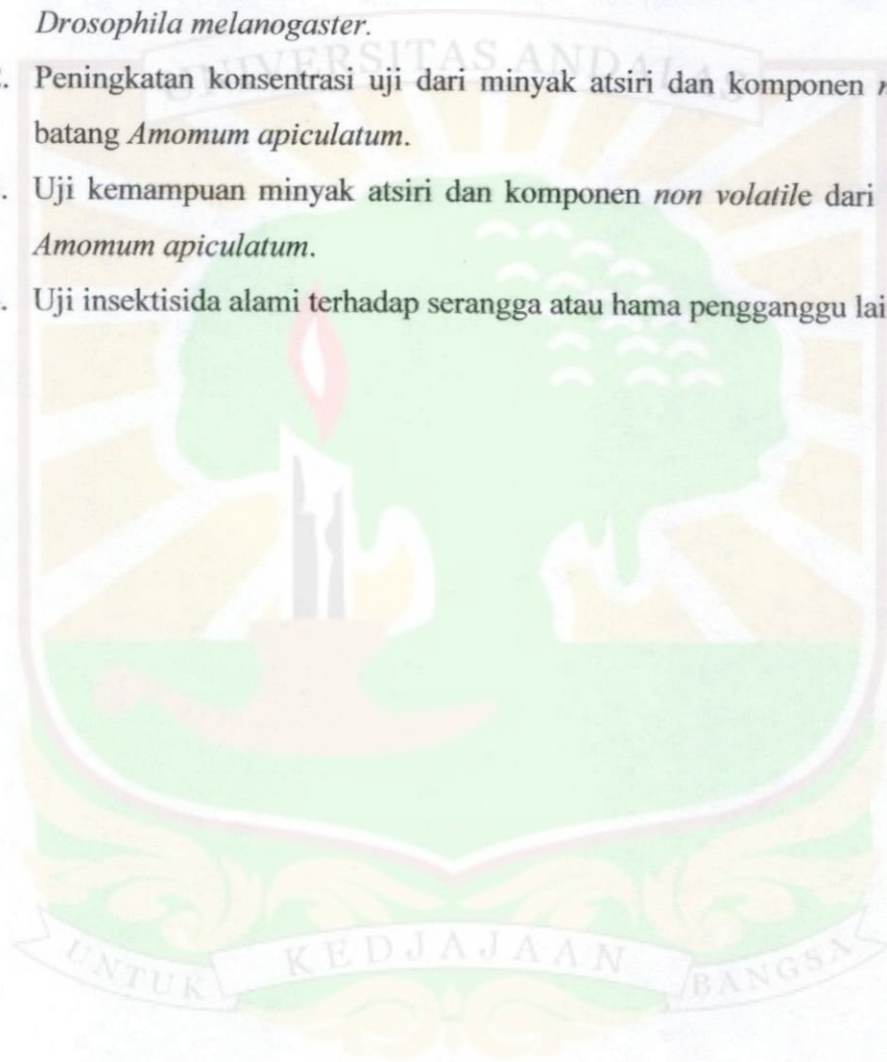 Drosophila melanogaster.
. Peningkatan konsentrasi uji dari minyak atsiri dan komponen
batang Amomum apiculatum.
. Uji kemampuan minyak atsiri dan komponen non volatile dari
Amomum apiculatum.
. Uji insektisida alami terhadap serangga atau hama pengganggu lai
UNIVERSITAS ANDALAS
UNTUK KEDJAJAAN BANGSA